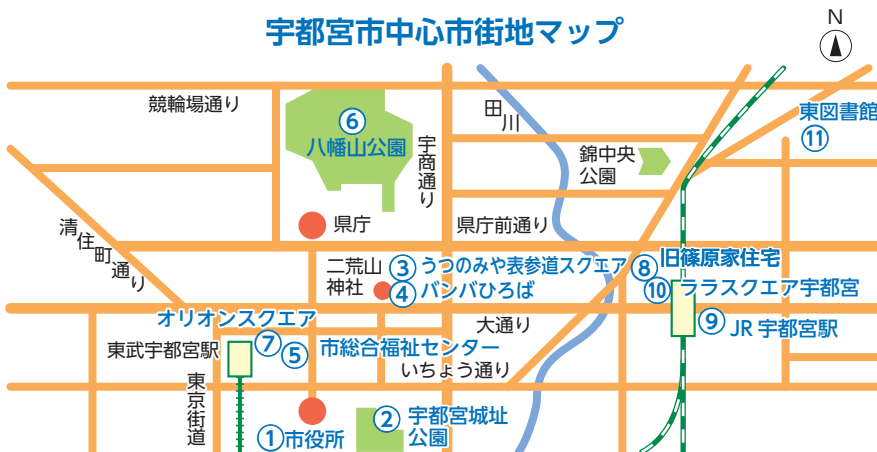 宇都宮市中心市街地マップ
N
競輪場通り
田川
東図書館
⑪
⑥
八幡山公園
宇商通り
錦中央
公園
清住町通り
県庁
県庁前通り
二荒山
神社
③うつのみや表参道スクエア
④バンバひろば
⑧旧篠原家住宅
⑩ララスクエア宇都宮
オリオンスクエア
⑦
大通り
⑨JR宇都宮駅
東武宇都宮駅
⑤市総合福祉センター
いちょう通り
東京街道
①市役所
②宇都宮城址
公園